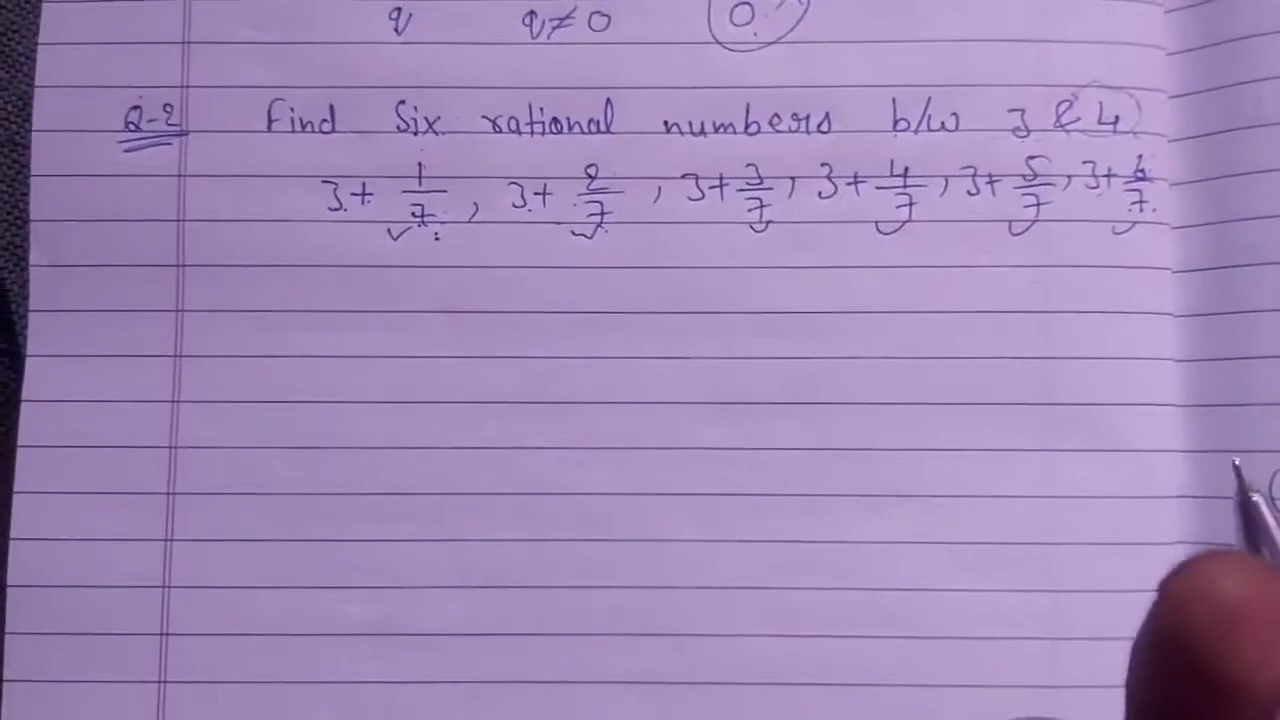 q q≠0 0.
Q-2 Find Six rational numbers b/w 3 & 4
3+ 1/7, 3+ 2/7, 3+ 3/7, 3+ 4/7, 3+ 5/7, 3+ 6/7.